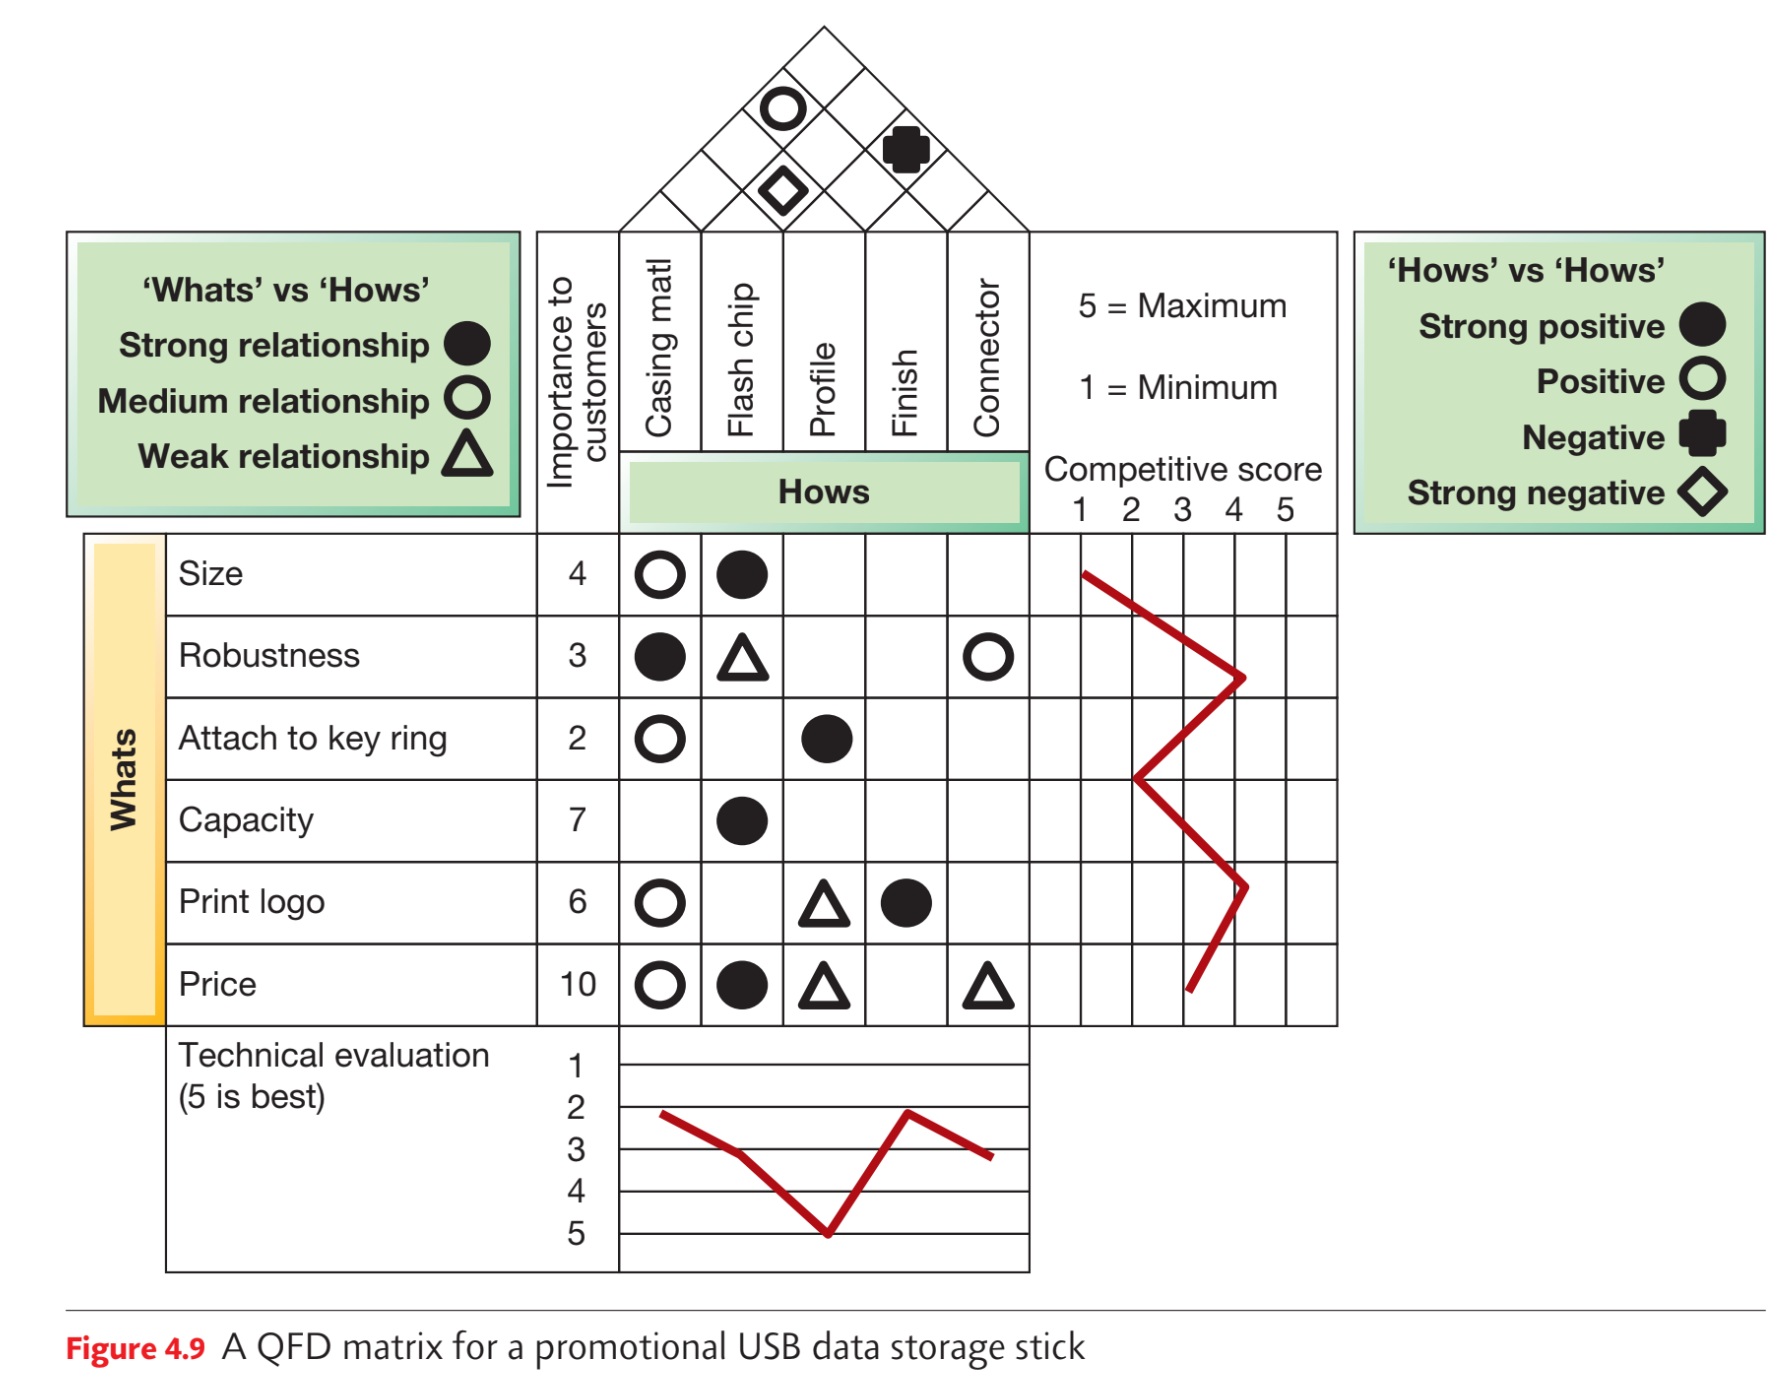 ‘Whats’ vs ‘Hows’
Strong relationship
Medium relationship
Weak relationship
Importance to
customers
Casing matl
Flash chip
Profile
Finish
Connector
Hows
5 = Maximum
1 = Minimum
Competitive score
1 2 3 4 5
‘Hows’ vs ‘Hows’
Strong positive
Positive
Negative
Strong negative
Whats
Size 4
Robustness 3
Attach to key ring 2
Capacity 7
Print logo 6
Price 10
Technical evaluation
(5 is best)
1
2
3
4
5
Figure 4.9 A QFD matrix for a promotional USB data storage stick